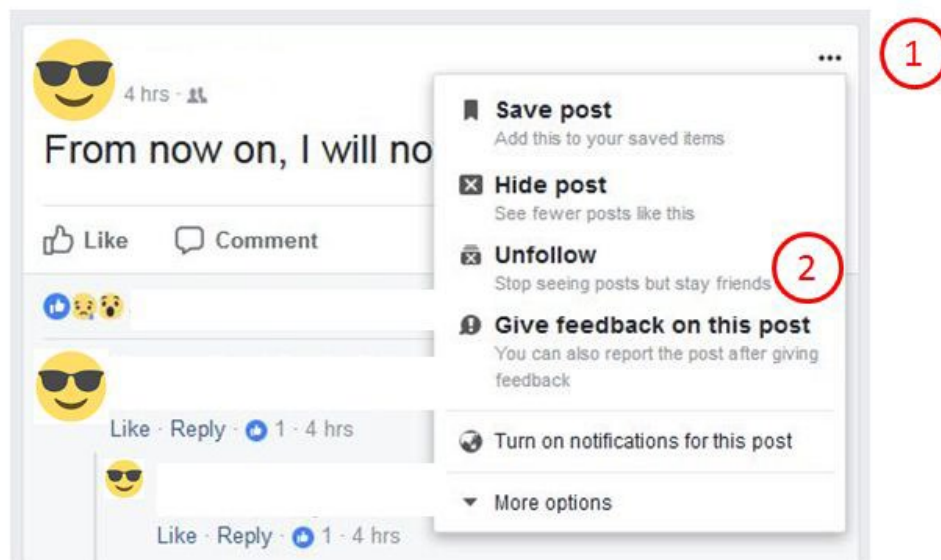 1
4 hrs ·
Save post
Add this to your saved items
From now on, I will no
Hide post
See fewer posts like this
Like Comment
Unfollow
Stop seeing posts but stay friends
2
Give feedback on this post
You can also report the post after giving
feedback
Like · Reply · 1 · 4 hrs
Turn on notifications for this post
More options
Like · Reply · 1 · 4 hrs